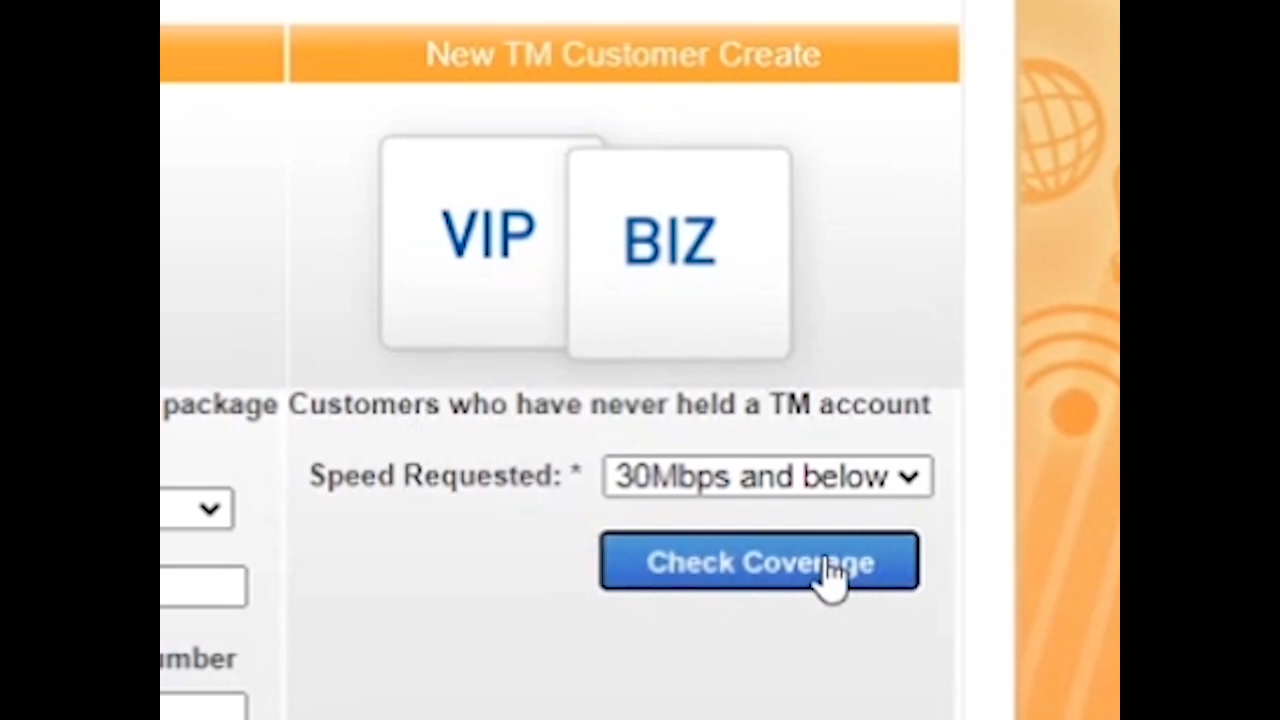 New TM Customer Create
VIP
BIZ
package
Customers who have never held a TM account
Speed Requested: *
30Mbps and below
Check Coverage
umber